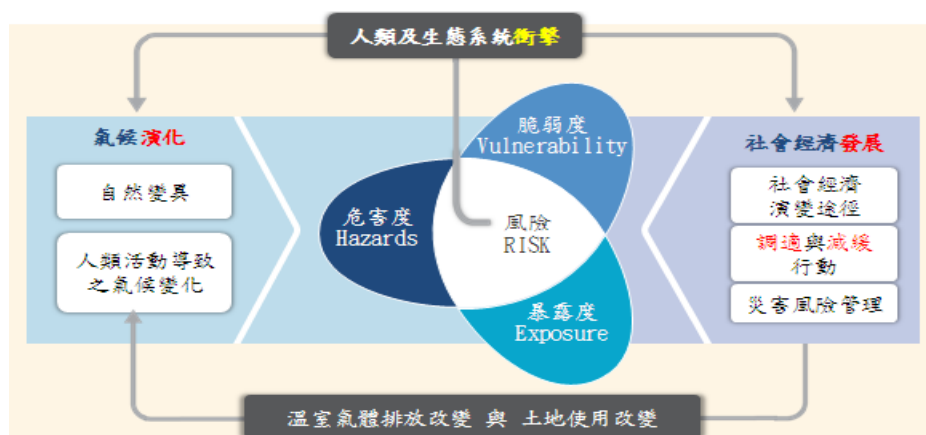 人類及生態系統衝擊
氣候演化
自然變異
人類活動導致
之氣候變化
脆弱度
Vulnerability
危害度
Hazards
風險
RISK
暴露度
Exposure
社會經濟發展
社會經濟
演變途徑
調適與減緩
行動
災害風險管理
溫室氣體排放改變 與 土地使用改變